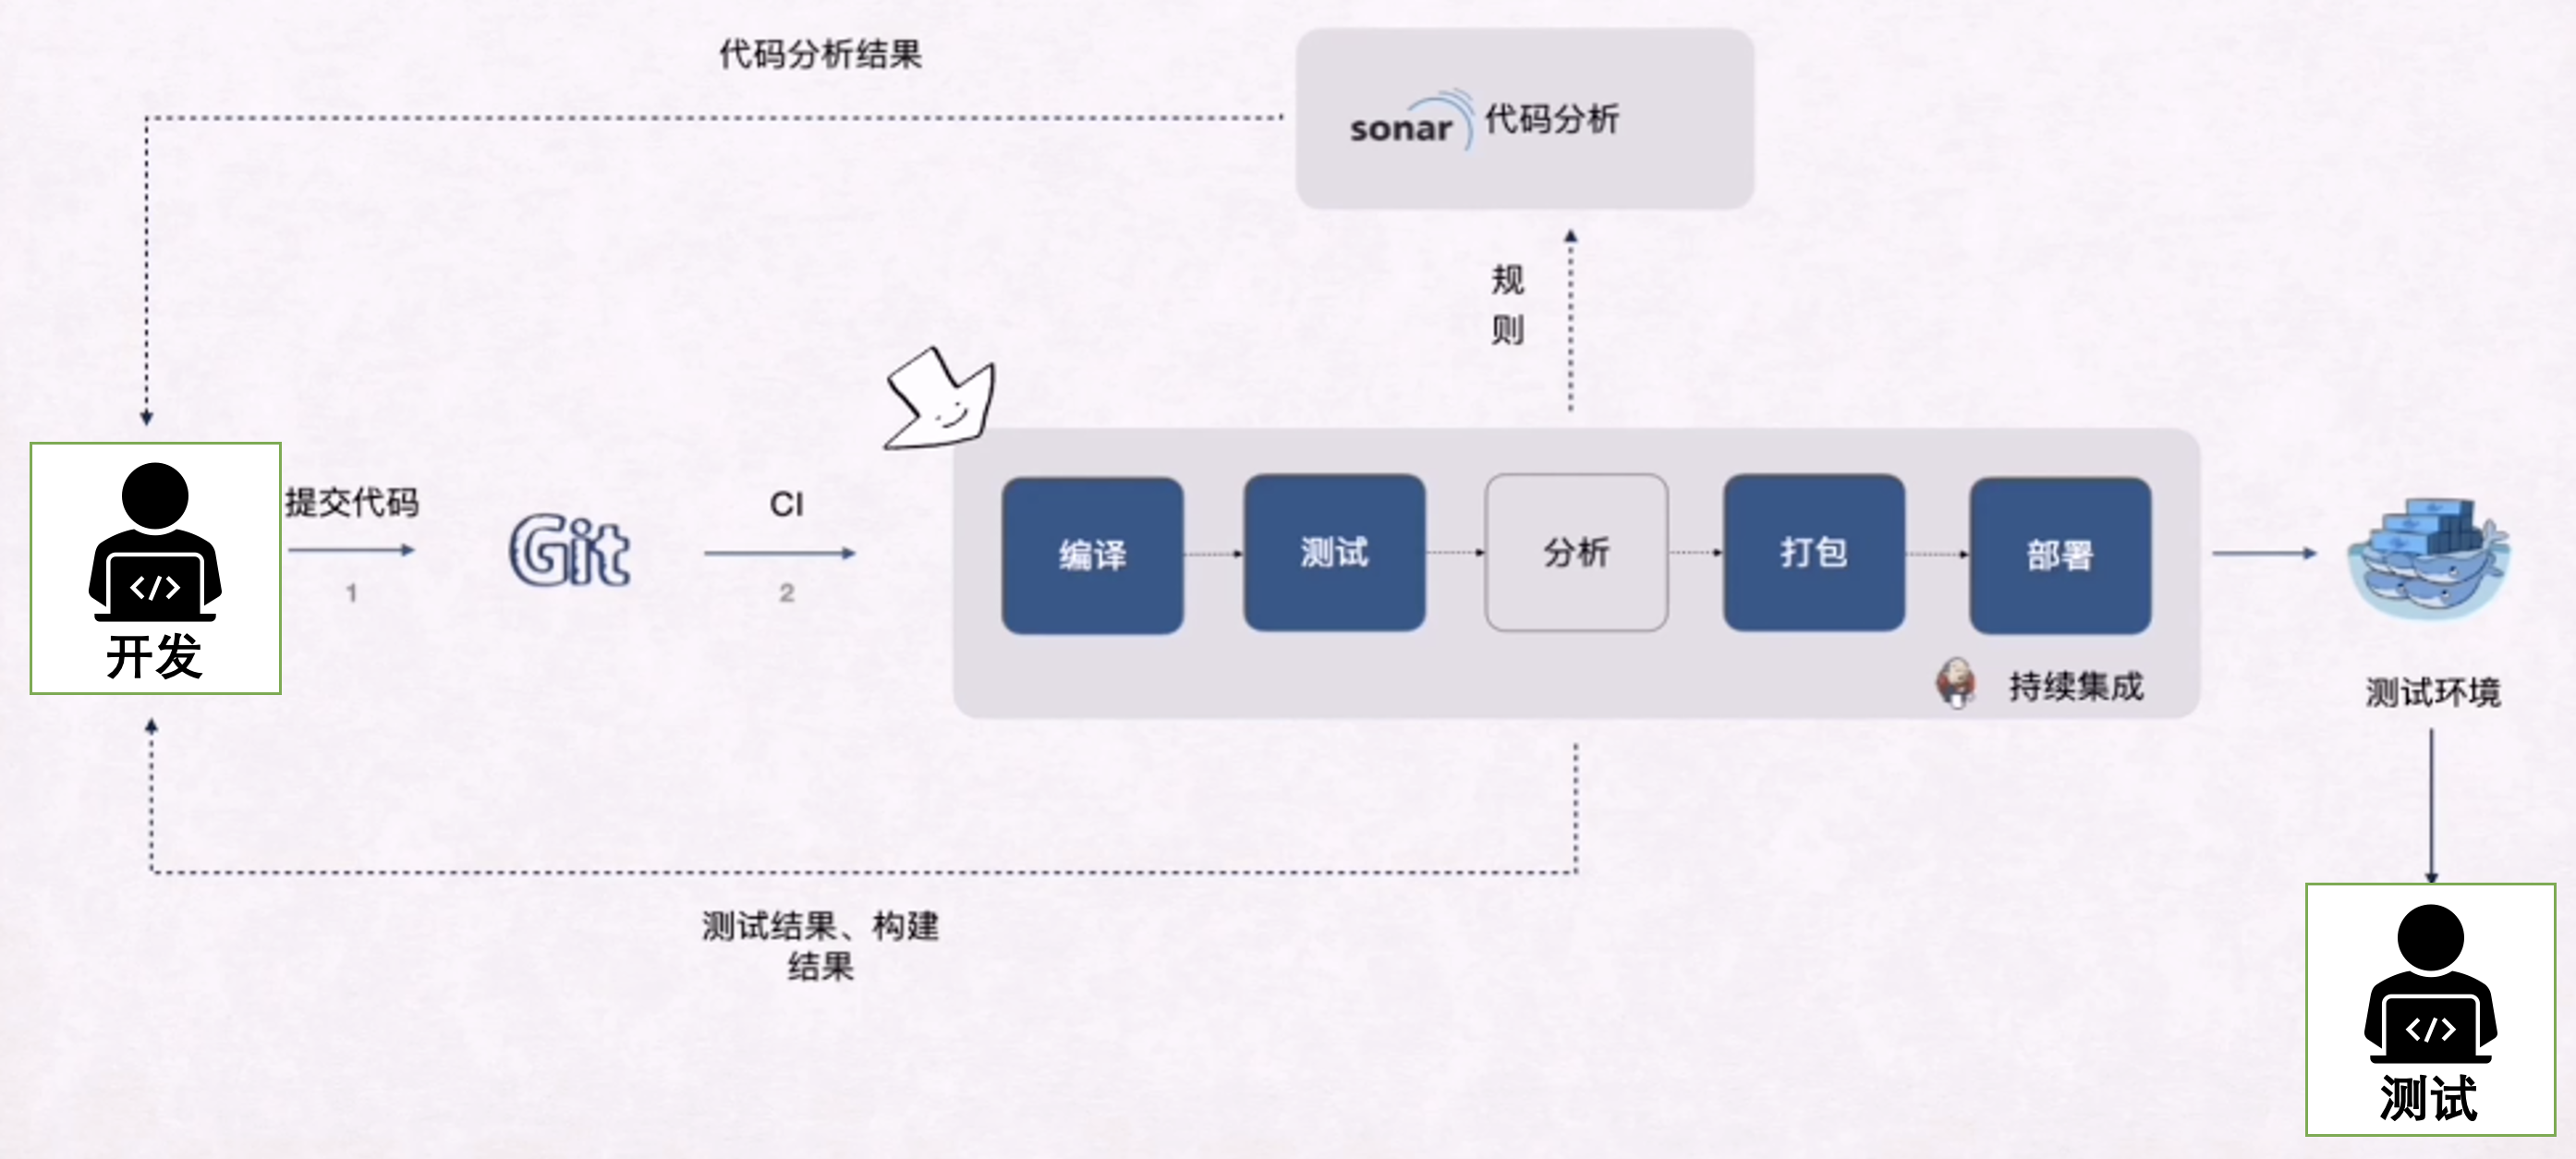 代码分析结果
sonar 代码分析
规
则
提交代码
1
Git
CI
2
编译
测试
分析
打包
部署
持续集成
开发
测试环境
测试结果、构建
结果
测试